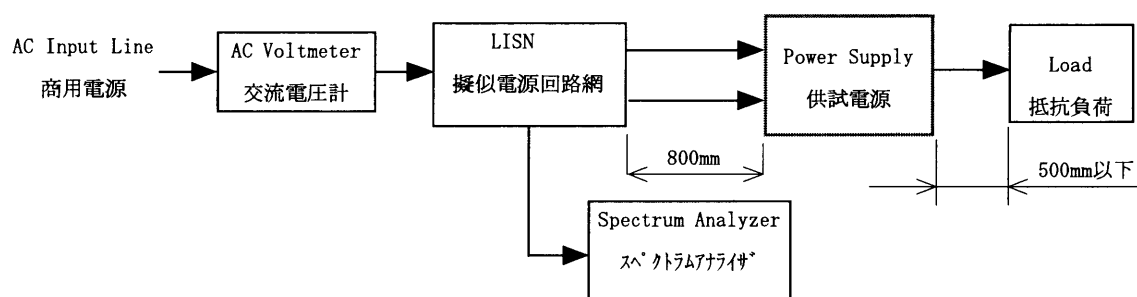 AC Input Line
商用電源
AC Voltmeter
交流電圧計
LISN
擬似電源回路網
Power Supply
供試電源
Load
抵抗負荷
800mm
500mm以下
Spectrum Analyzer
ｽﾍﾟｸﾄﾗﾑｱﾅﾗｲｻﾞ